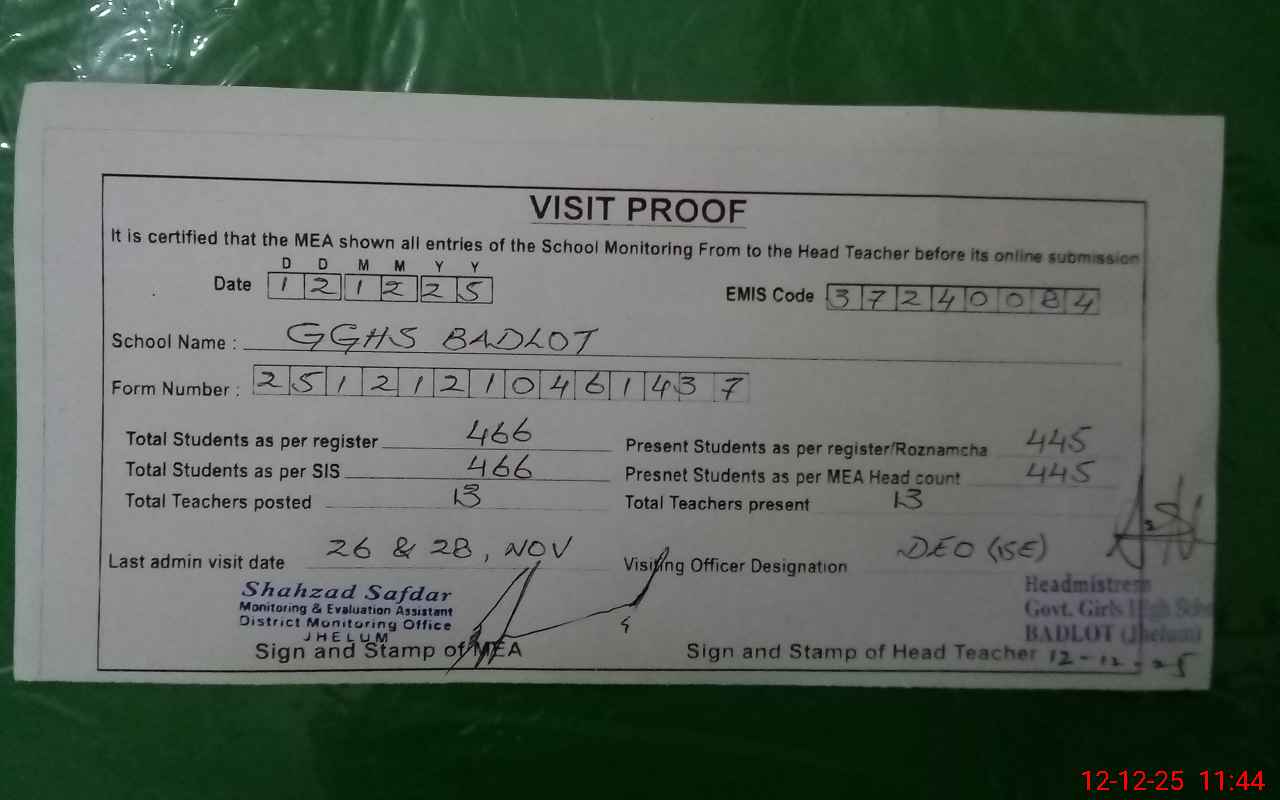 VISIT PROOF
It is certified that the MEA shown all entries of the School Monitoring From to the Head Teacher before its online submission
D D M M Y Y
Date 1 2 1 2 2 5 EMIS Code 3 7 2 4 0 0 8 4
School Name : GGHS BADLOT
Form Number : 2 5 1 2 1 2 1 0 4 6 1 4 3 7
Total Students as per register 466 Present Students as per register/Roznamcha 445
Total Students as per SIS 466 Presnet Students as per MEA Head count 445
Total Teachers posted 13 Total Teachers present 13
Last admin visit date 26 & 28, NOV Visiting Officer Designation DEO (SE)
Shahzad Safdar
Monitoring & Evaluation Assistant
District Monitoring Office
JHELUM
Sign and Stamp of MEA
Headmistress
Govt. Girls High
BADLOT (Jhelum)
Sign and Stamp of Head Teacher 12-12-25
12-12-25 11:44